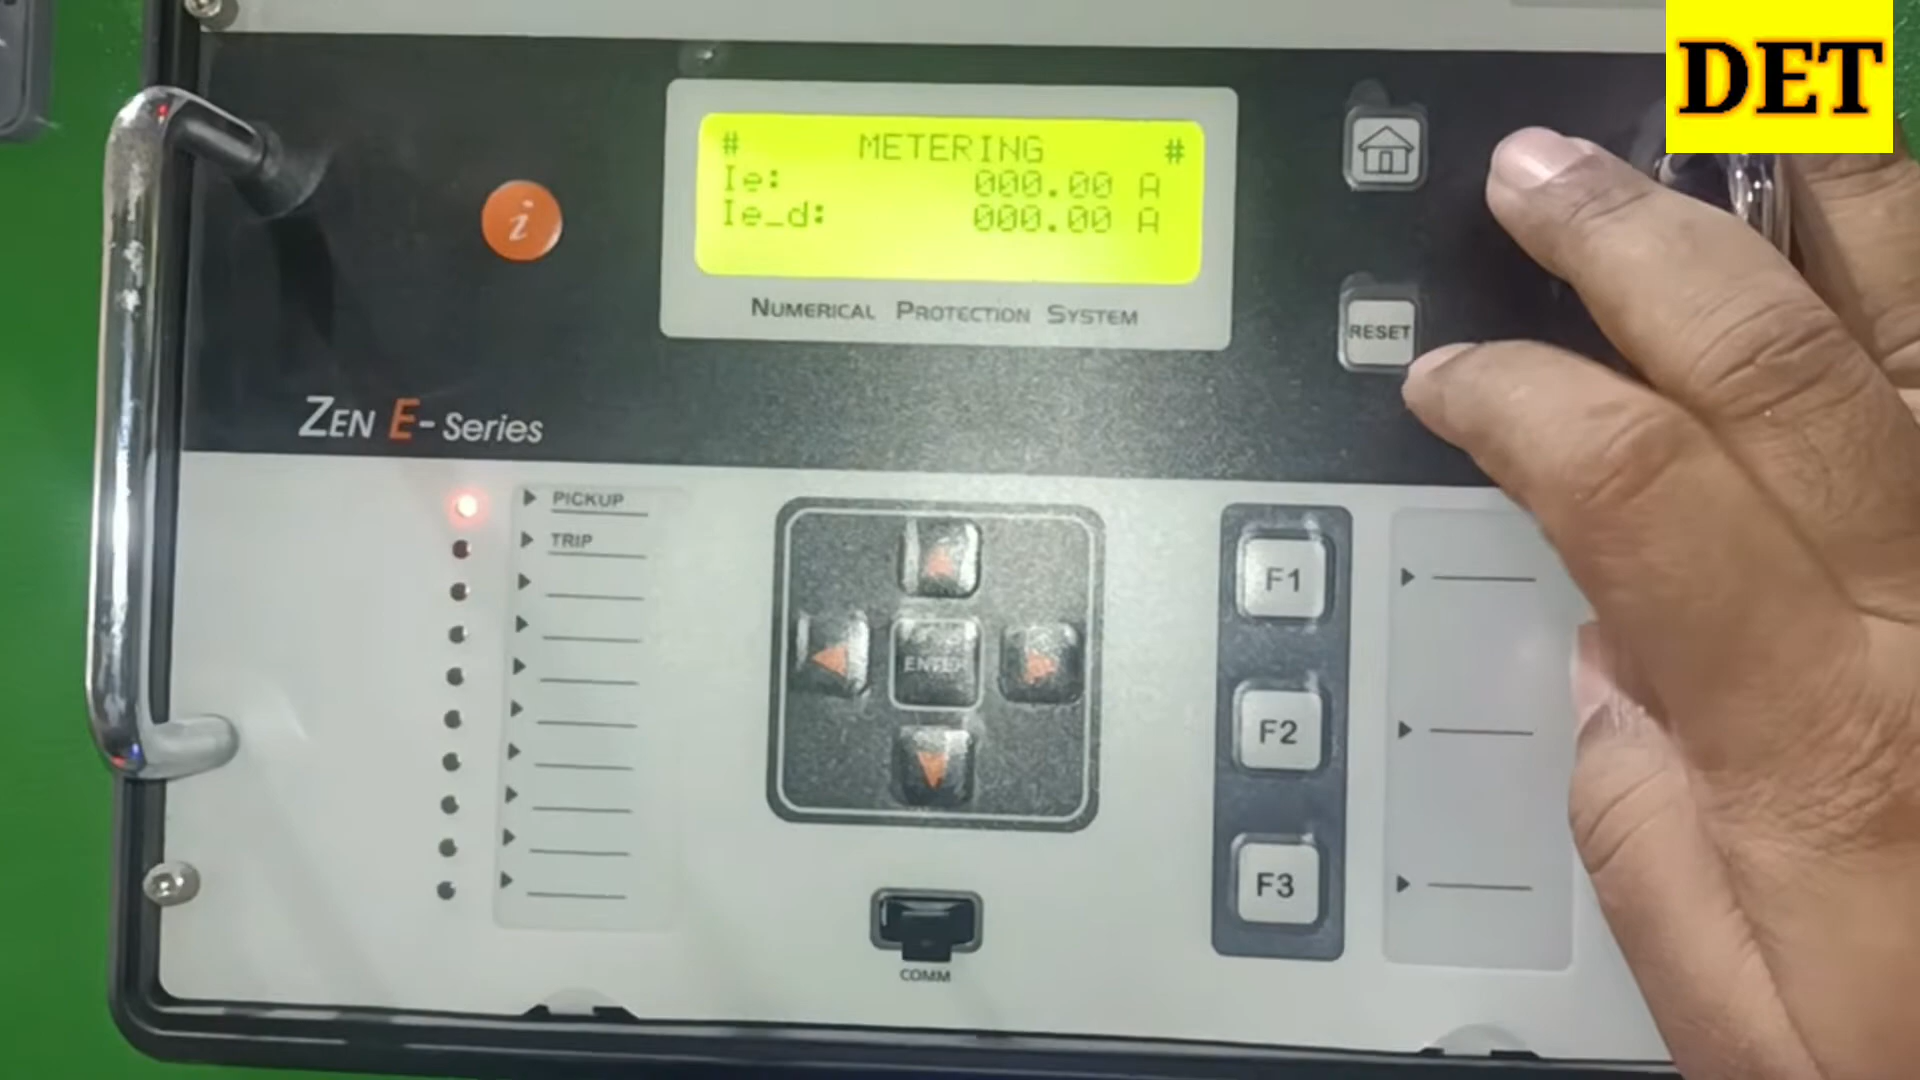 DET
# METERING #
Ie: 000.00 A
Ie_d: 000.00 A
NUMERICAL PROTECTION SYSTEM
i
RESET
ZEN E-Series
PICKUP
TRIP
ENTER
F1
F2
F3
COMM